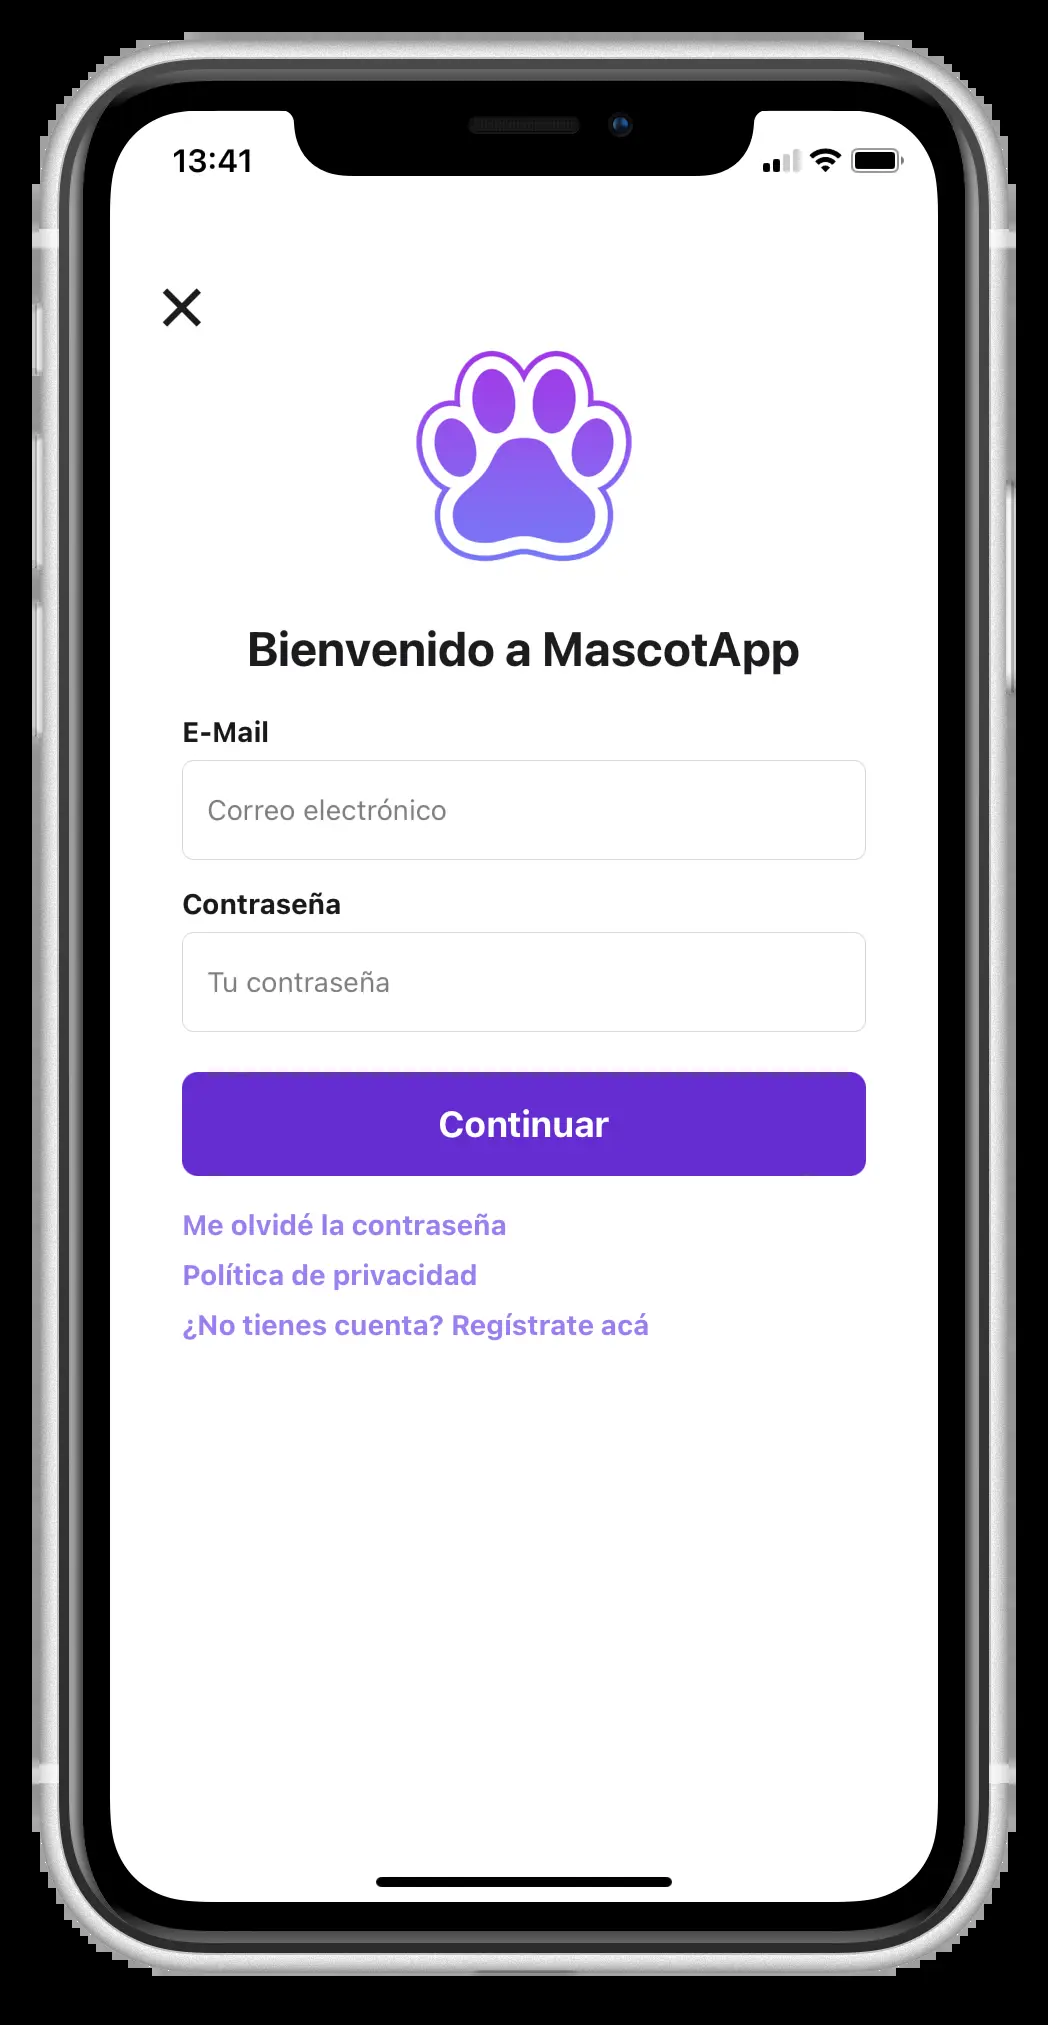 13:41
Bienvenido a MascotApp
E-Mail
Correo electrónico
Contraseña
Tu contraseña
Continuar
Me olvidé la contraseña
Política de privacidad
¿No tienes cuenta? Regístrate acá